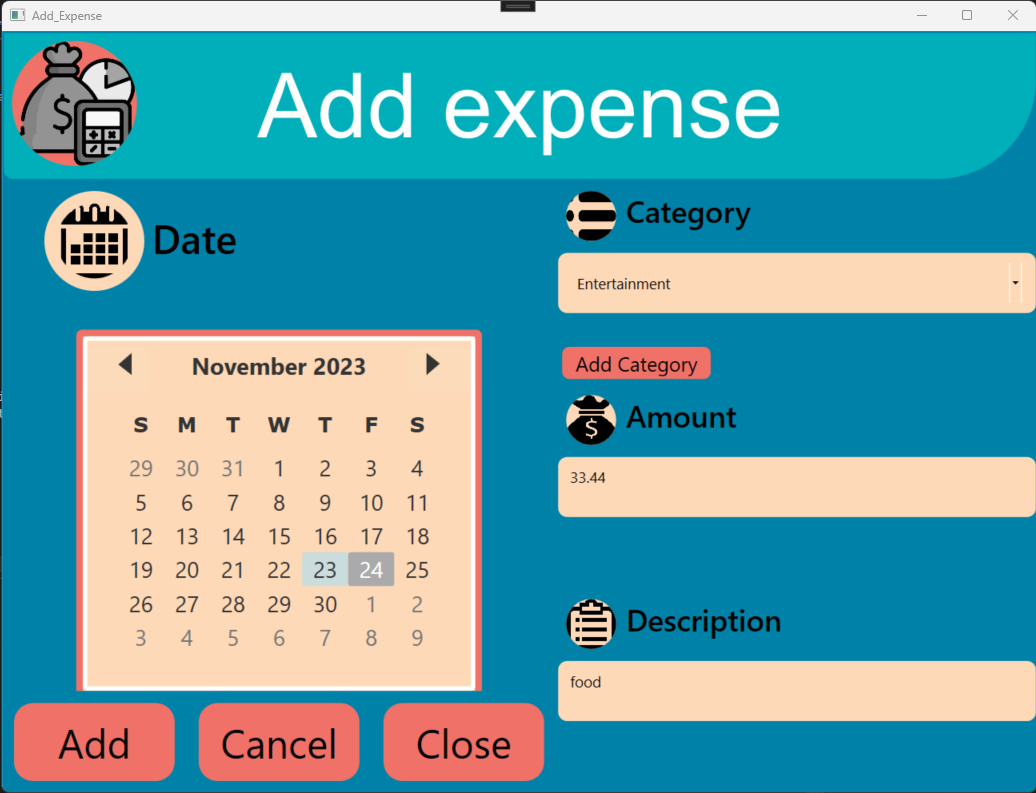 Add_Expense
$
Add expense
Date
November 2023
S M T W T F S
29 30 31 1 2 3 4
5 6 7 8 9 10 11
12 13 14 15 16 17 18
19 20 21 22 23 24 25
26 27 28 29 30 1 2
3 4 5 6 7 8 9
Category
Entertainment
Add Category
$
Amount
33.44
Description
food
Add Cancel Close